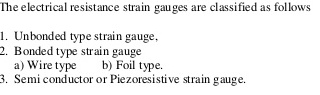 The electrical resistance strain gauges are classified as follows
1. Unbonded type strain gauge,
2. Bonded type strain gauge
a) Wire type b) Foil type.
3. Semi conductor or Piezoresistive strain gauge.